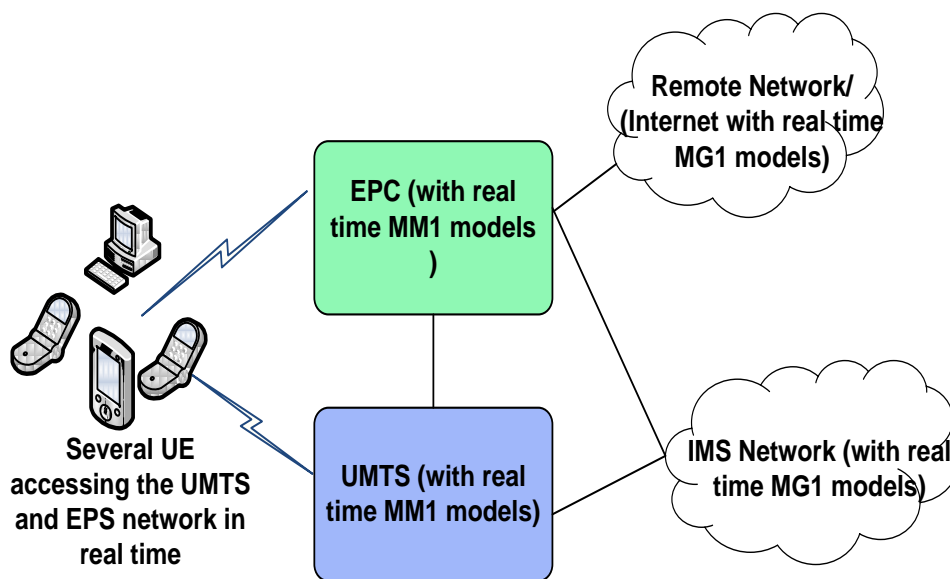 Remote Network/
(Internet with real time
MG1 models)
EPC (with real
time MM1 models
)
Several UE
accessing the UMTS
and EPS network in
real time
UMTS (with real
time MM1 models)
IMS Network (with real
time MG1 models)